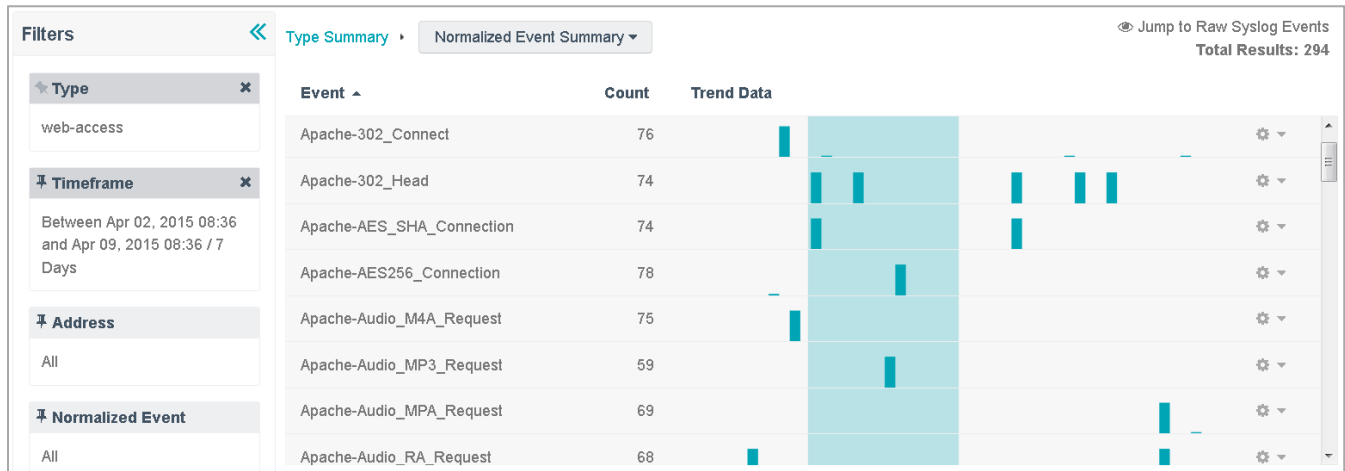 Filters
Type
web-access
Timeframe
Between Apr 02, 2015 08:36
and Apr 09, 2015 08:36 / 7
Days
Address
All
Normalized Event
All
Type Summary
Normalized Event Summary
Jump to Raw Syslog Events
Total Results: 294
Event Count Trend Data
Apache-302_Connect 76
Apache-302_Head 74
Apache-AES_SHA_Connection 74
Apache-AES256_Connection 78
Apache-Audio_M4A_Request 75
Apache-Audio_MP3_Request 59
Apache-Audio_MPA_Request 69
Apache-Audio_RA_Request 68